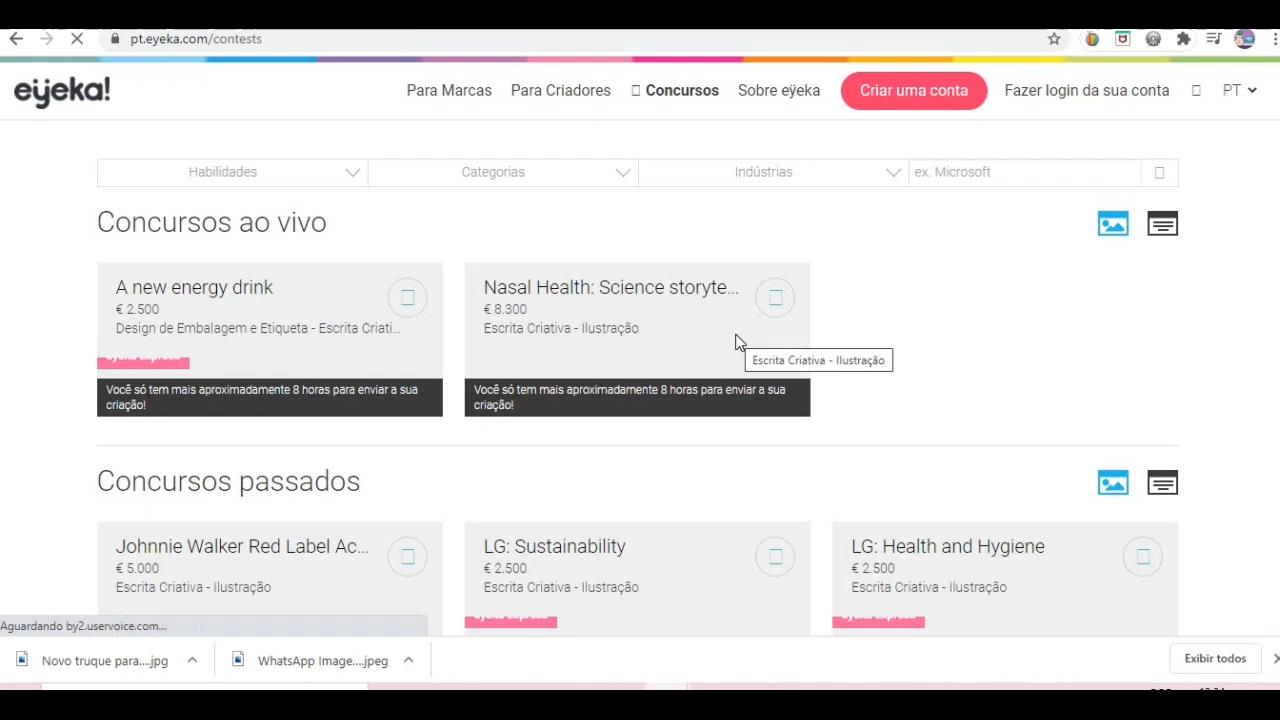 pt.eyeka.com/contests
eÿeka!
Para Marcas
Para Criadores
Concursos
Sobre eÿeka
Criar uma conta
Fazer login da sua conta
PT
Habilidades
Categorias
Indústrias
ex. Microsoft
Concursos ao vivo
A new energy drink
€ 2.500
Design de Embalagem e Etiqueta - Escrita Criati...
Você só tem mais aproximadamente 8 horas para enviar a sua
criação!
Nasal Health: Science storyte...
€ 8.300
Escrita Criativa - Ilustração
Escrita Criativa - Ilustração
Você só tem mais aproximadamente 8 horas para enviar a sua
criação!
Concursos passados
Johnnie Walker Red Label Ac...
€ 5.000
Escrita Criativa - Ilustração
LG: Sustainability
€ 2.500
Escrita Criativa - Ilustração
LG: Health and Hygiene
€ 2.500
Escrita Criativa - Ilustração
Aguardando by2.uservoice.com...
Novo truque para....jpg
WhatsApp Image....jpeg
Exibir todos